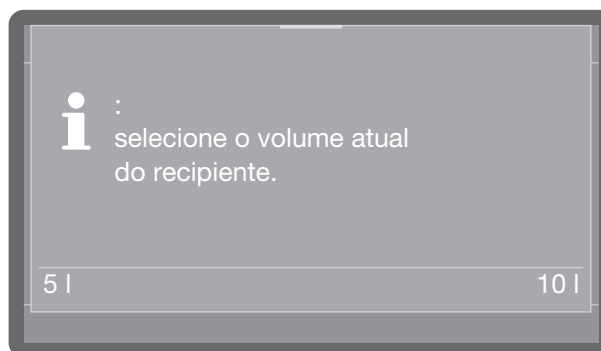 :
selecione o volume atual
do recipiente.
5 l
10 l